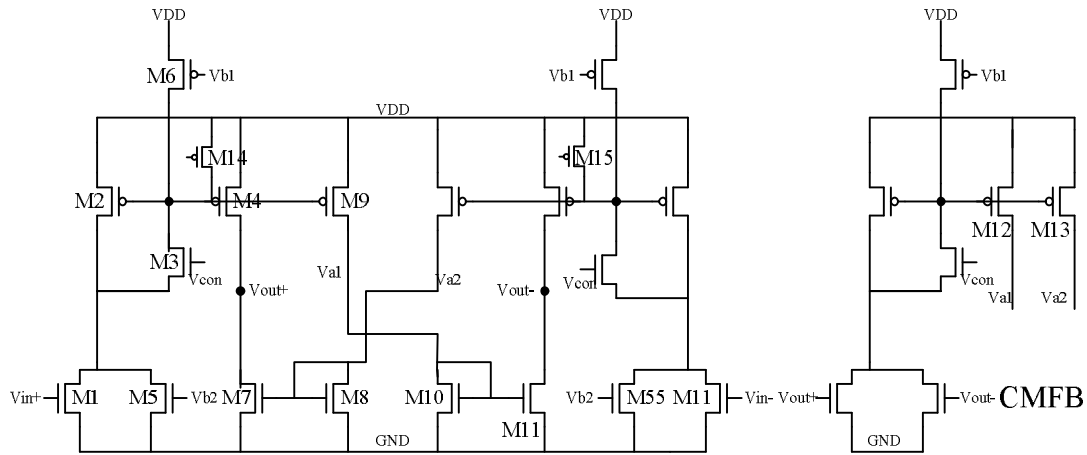 VDD VDD VDD
M6 Vb1 Vb1 Vb1
VDD
M14 M15
M2 M4 M9 M12 M13
M3 Vcon Va1 Va2 Vcon Vcon
Vout+ Vout- Va1 Va2
Vin+ M1 M5 Vb2 M7 M8 M10 M11 Vb2 M55 M11 Vin- Vout+ Vout- CMFB
GND GND